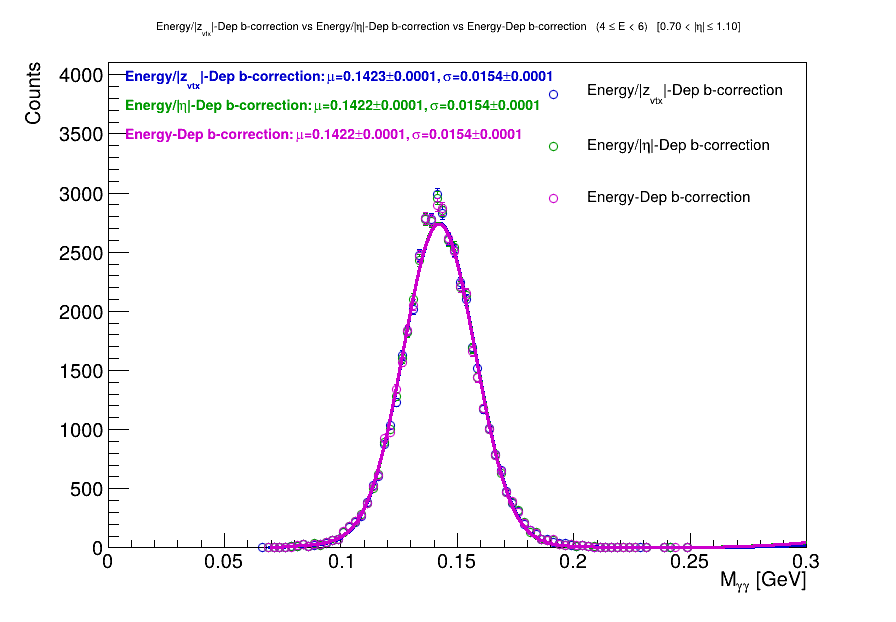 Energy/|z_vtx|-Dep b-correction vs Energy/|η|-Dep b-correction vs Energy-Dep b-correction (4 ≤ E < 6) [0.70 < |η| ≤ 1.10]
Energy/|z_vtx|-Dep b-correction: μ=0.1423±0.0001, σ=0.0154±0.0001
Energy/|η|-Dep b-correction: μ=0.1422±0.0001, σ=0.0154±0.0001
Energy-Dep b-correction: μ=0.1422±0.0001, σ=0.0154±0.0001
Energy/|z_vtx|-Dep b-correction
Energy/|η|-Dep b-correction
Energy-Dep b-correction
Counts
4000
3500
3000
2500
2000
1500
1000
500
0
0 0.05 0.1 0.15 0.2 0.25 0.3
M_γγ [GeV]